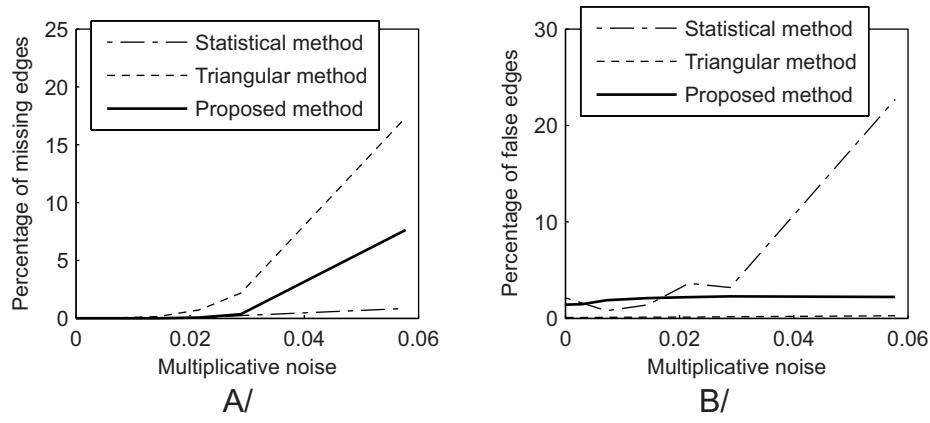 Percentage of missing edges
25
20
15
10
5
0
Statistical method
Triangular method
Proposed method
0
0.02
0.04
0.06
Multiplicative noise
A/
Percentage of false edges
30
20
10
0
Statistical method
Triangular method
Proposed method
0
0.02
0.04
0.06
Multiplicative noise
B/